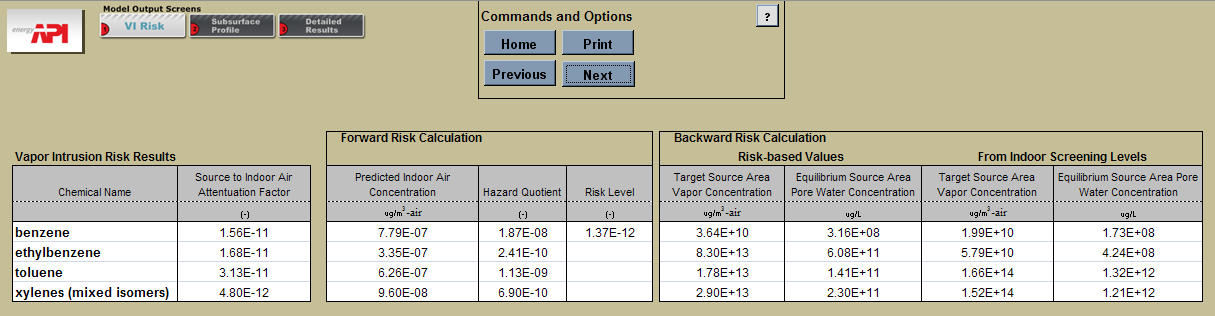 Model Output Screens
energy API
1 VI Risk
2 Subsurface Profile
3 Detailed Results
Commands and Options
?
Home Print
Previous Next
Vapor Intrusion Risk Results
Forward Risk Calculation
Backward Risk Calculation
Risk-based Values From Indoor Screening Levels
Chemical Name Source to Indoor Air Attentuation Factor Predicted Indoor Air Concentration Hazard Quotient Risk Level Target Source Area Vapor Concentration Equilibrium Source Area Pore Water Concentration Target Source Area Vapor Concentration Equilibrium Source Area Pore Water Concentration
(-) ug/m³-air (-) (-) ug/m³-air ug/L ug/m³-air ug/L
benzene 1.56E-11 7.79E-07 1.87E-08 1.37E-12 3.64E+10 3.16E+08 1.99E+10 1.73E+08
ethylbenzene 1.68E-11 3.35E-07 2.41E-10 8.30E+13 6.08E+11 5.79E+10 4.24E+08
toluene 3.13E-11 6.26E-07 1.13E-09 1.78E+13 1.41E+11 1.66E+14 1.32E+12
xylenes (mixed isomers) 4.80E-12 9.60E-08 6.90E-10 2.90E+13 2.30E+11 1.52E+14 1.21E+12